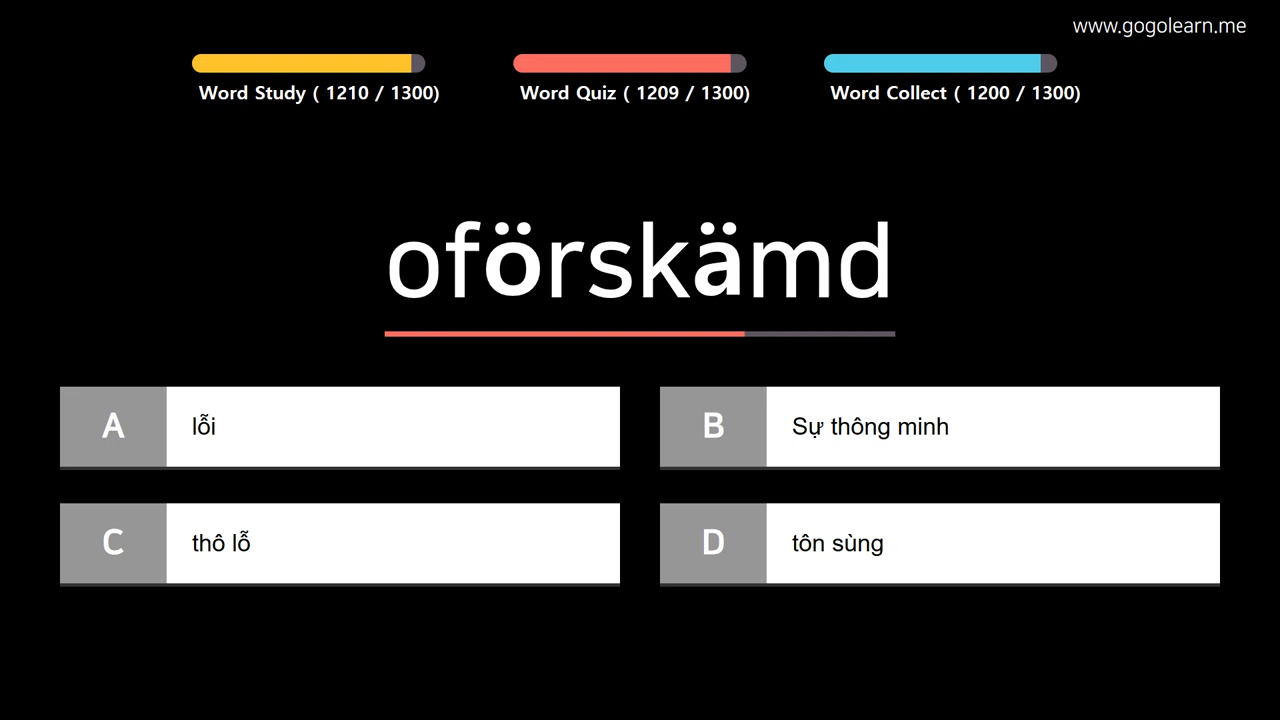 www.gogolearn.me
Word Study ( 1210 / 1300)
Word Quiz ( 1209 / 1300)
Word Collect ( 1200 / 1300)
oförskämd
A lỗi
B Sự thông minh
C thô lỗ
D tôn sùng